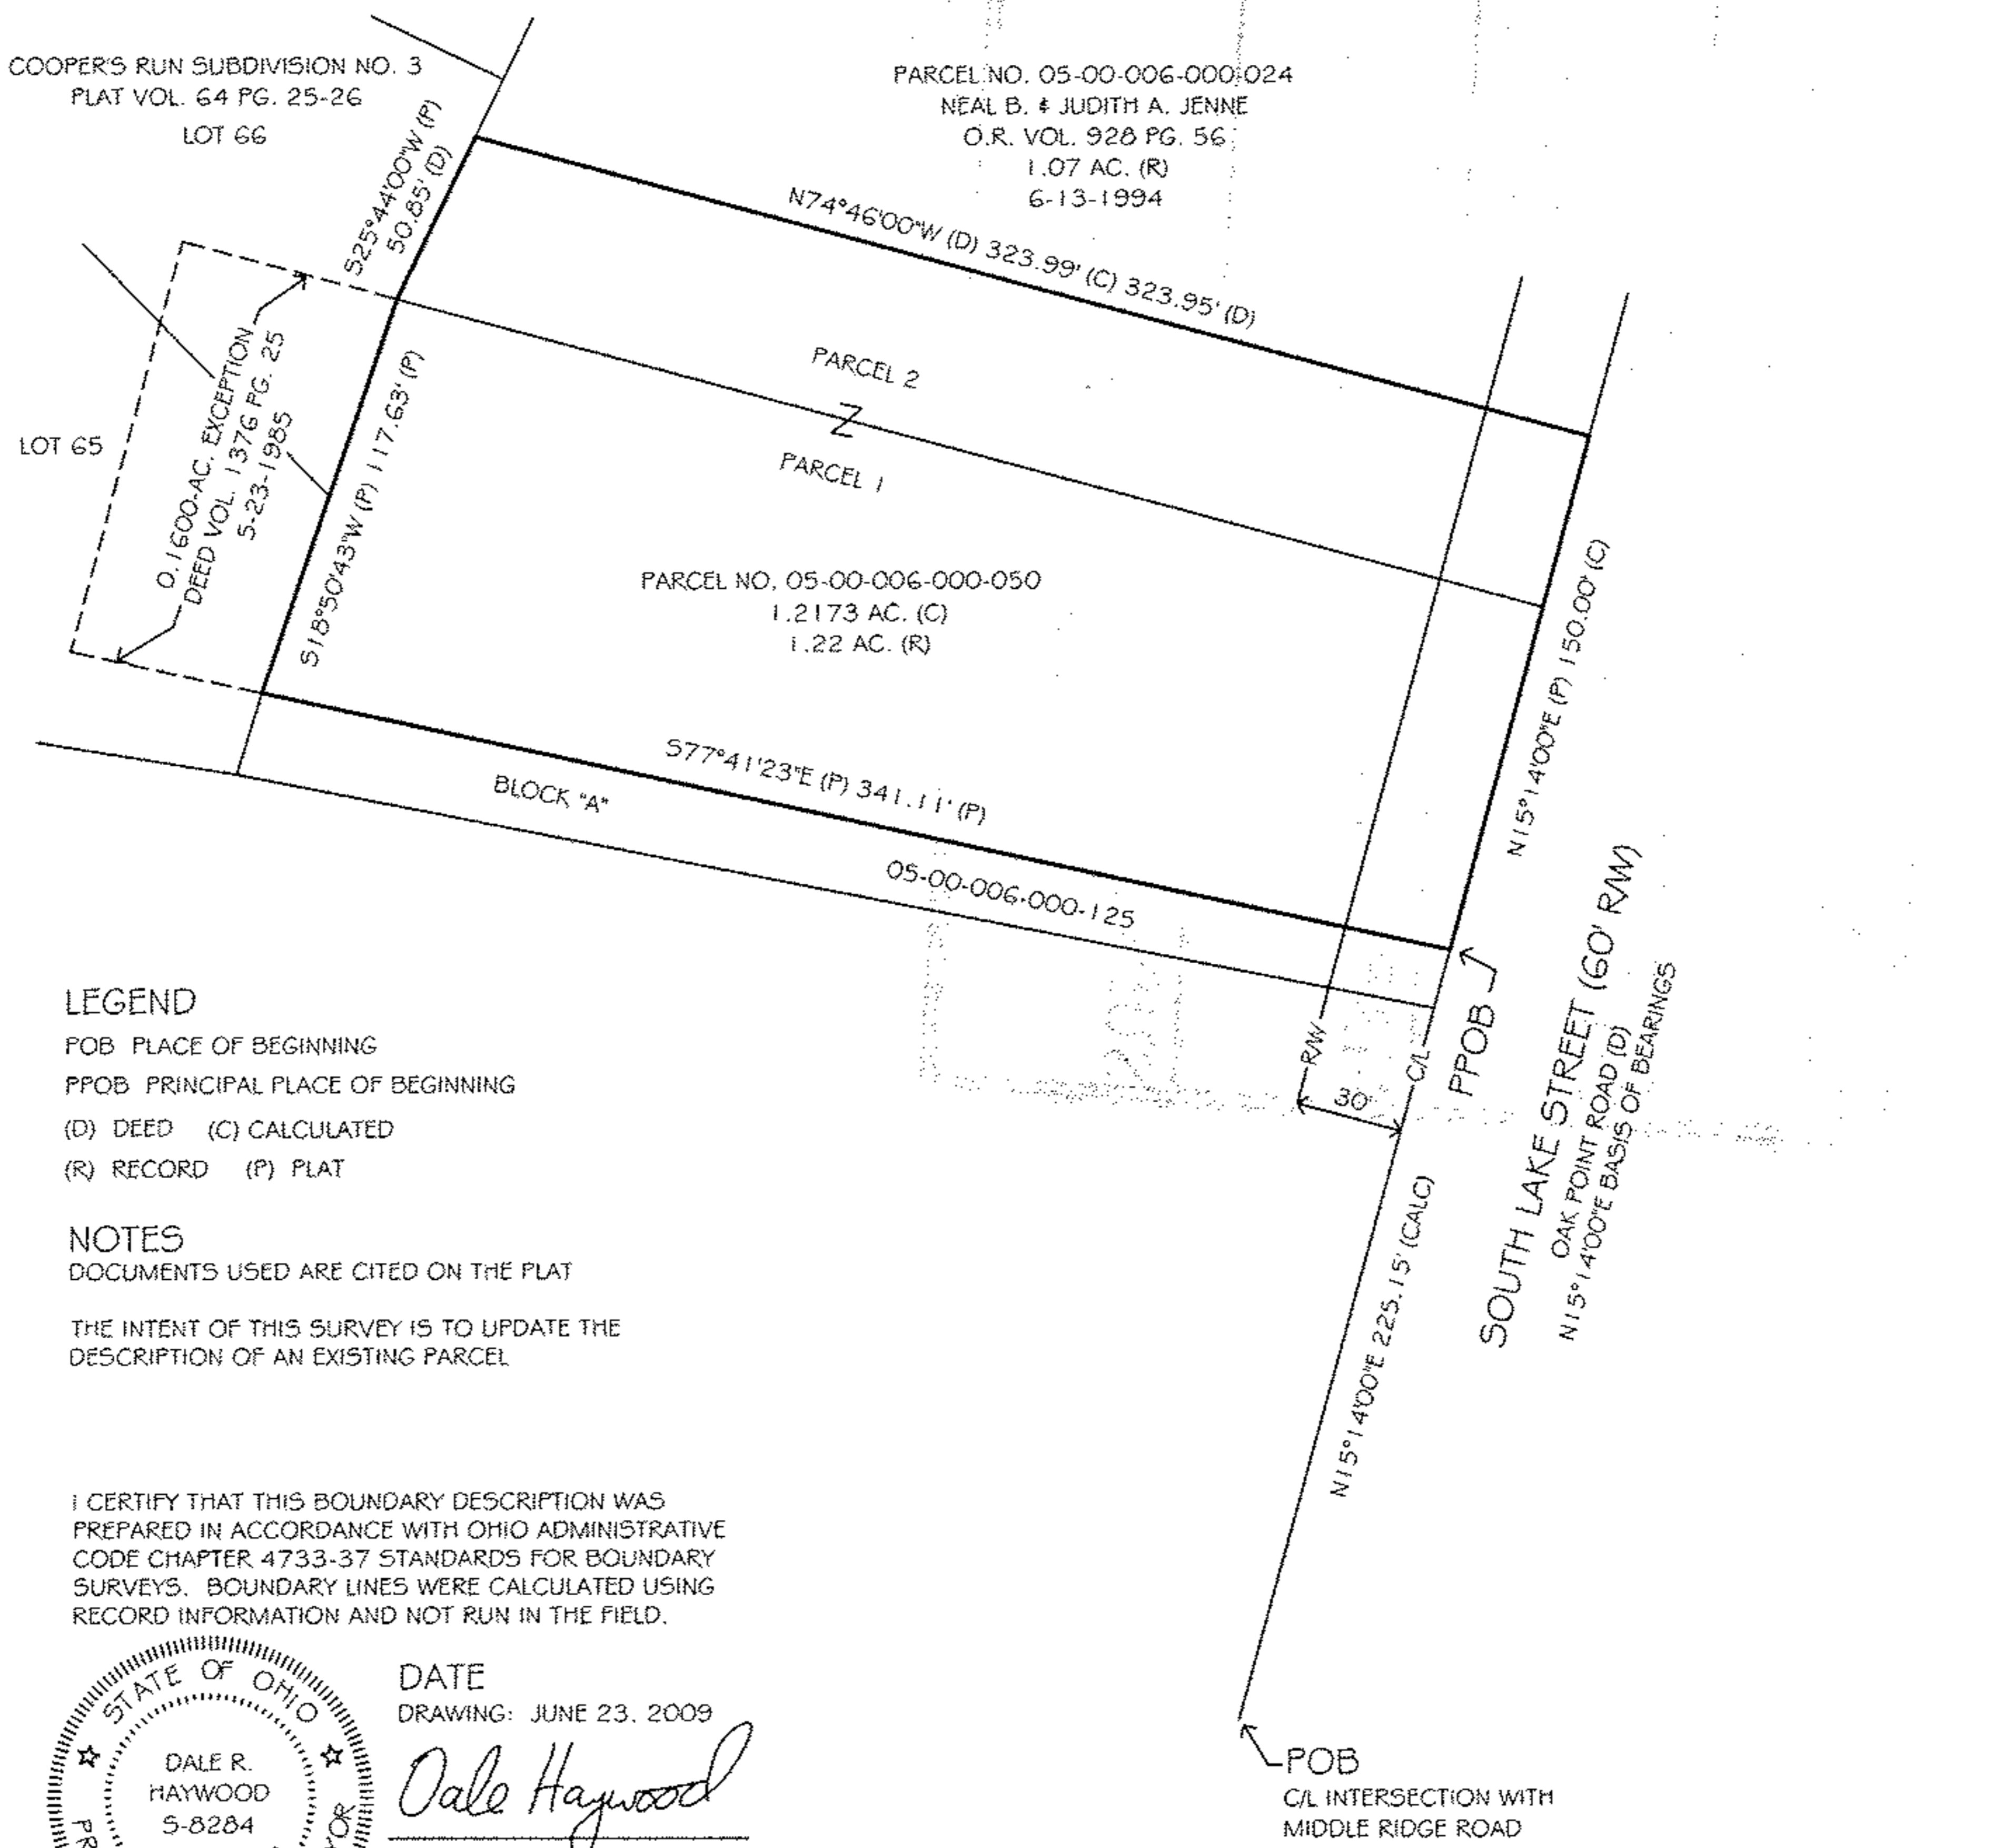 COOPER'S RUN SUBDIVISION NO. 3
PLAT VOL. 64 PG. 25-26
LOT 66
PARCEL NO. 05-00-006-000-024
NEAL B. & JUDITH A. JENNE
O.R. VOL. 928 PG. 56
1.07 AC. (R)
6-13-1994
S25°44'00"W (P)
50.85' (D)
N74°46'00"W (D) 323.99' (C) 323.95' (D)
PARCEL 2
Z
PARCEL 1
LOT 65
0.1600-AC. EXCEPTION
DEED VOL. 1376 PG. 25
5-23-1985
S18°50'43"W (P) 117.63' (P)
PARCEL NO. 05-00-006-000-050
1.2173 AC. (C)
1.22 AC. (R)
N15°14'00"E (P) 150.00' (C)
S77°41'23"E (P) 341.11' (P)
BLOCK "A"
05-00-006-000-125
R/W
C/L
30'
PPOB
SOUTH LAKE STREET (60' R/W)
OAK POINT ROAD (D)
N15°14'00"E BASIS OF BEARINGS
N15°14'00"E 225.15' (CALC)
POB
C/L INTERSECTION WITH
MIDDLE RIDGE ROAD
LEGEND
POB PLACE OF BEGINNING
PPOB PRINCIPAL PLACE OF BEGINNING
(D) DEED (C) CALCULATED
(R) RECORD (P) PLAT
NOTES
DOCUMENTS USED ARE CITED ON THE PLAT
THE INTENT OF THIS SURVEY IS TO UPDATE THE
DESCRIPTION OF AN EXISTING PARCEL
I CERTIFY THAT THIS BOUNDARY DESCRIPTION WAS
PREPARED IN ACCORDANCE WITH OHIO ADMINISTRATIVE
CODE CHAPTER 4733-37 STANDARDS FOR BOUNDARY
SURVEYS. BOUNDARY LINES WERE CALCULATED USING
RECORD INFORMATION AND NOT RUN IN THE FIELD.
STATE OF OHIO
DALE R.
HAYWOOD
S-8284
DATE
DRAWING: JUNE 23, 2009
Dale Haywood